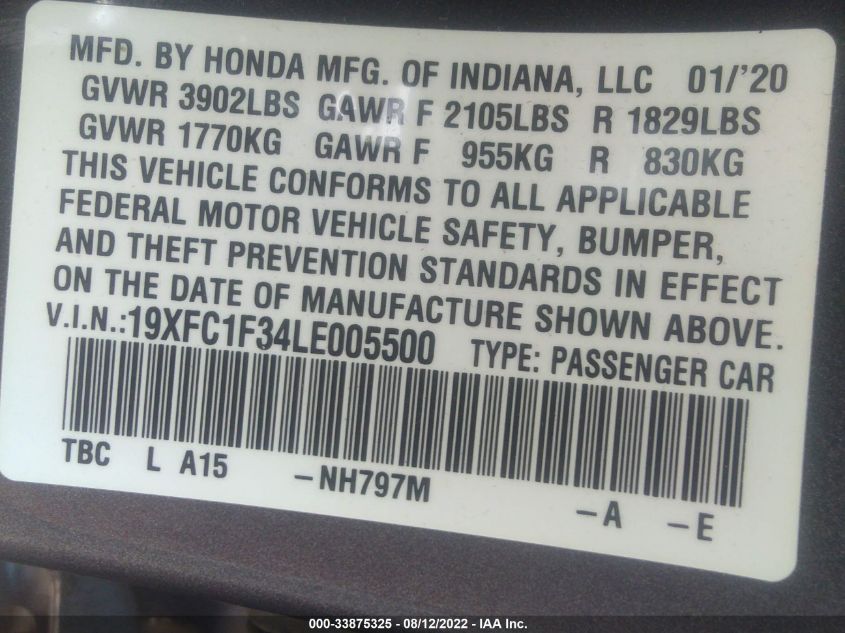 MFD. BY HONDA MFG. OF INDIANA, LLC 01/'20
GVWR 3902LBS GAWR F 2105LBS R 1829LBS
GVWR 1770KG GAWR F 955KG R 830KG
THIS VEHICLE CONFORMS TO ALL APPLICABLE
FEDERAL MOTOR VEHICLE SAFETY, BUMPER,
AND THEFT PREVENTION STANDARDS IN EFFECT
ON THE DATE OF MANUFACTURE SHOWN ABOVE.
V.I.N.:19XFC1F34LE005500 TYPE: PASSENGER CAR
TBC L A15 -NH797M -A -E
000-33875325 - 08/12/2022 - IAA Inc.